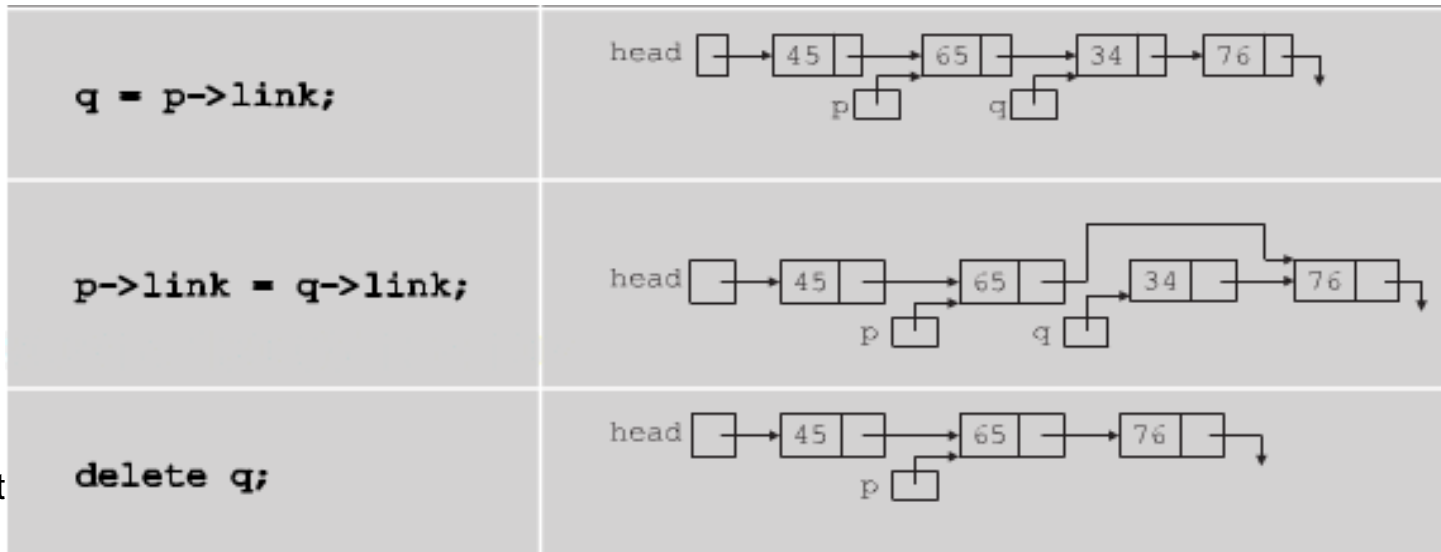 q = p->link;
head 45 65 34 76
p q
p->link = q->link;
head 45 65 34 76
p q
t
delete q;
head 45 65 76
p